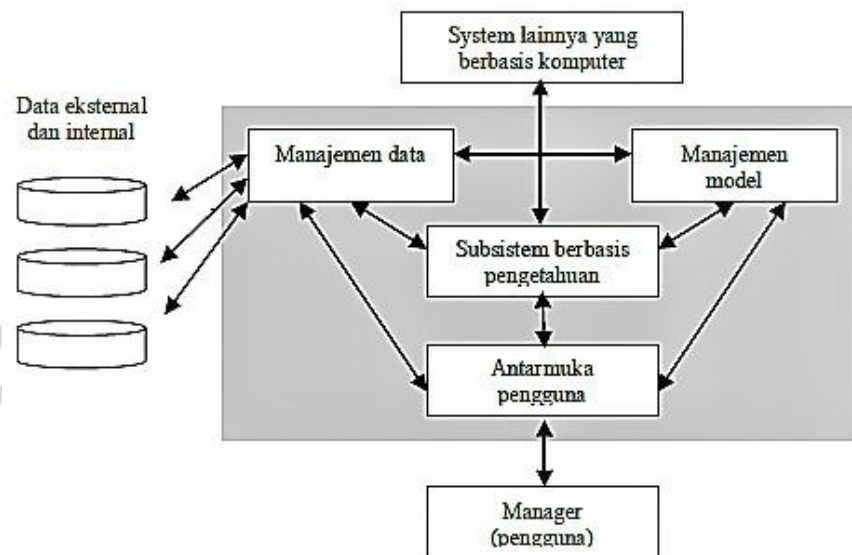 System lainnya yang
berbasis komputer
Data eksternal
dan internal
Manajemen data
Manajemen
model
Subsistem berbasis
pengetahuan
Antarmuka
pengguna
Manager
(pengguna)